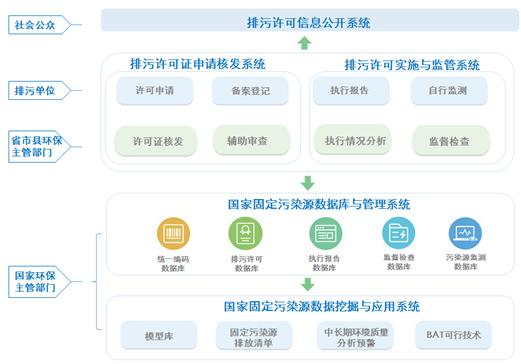 社会公众
排污许可信息公开系统
排污许可证申请核发系统
排污许可实施与监管系统
排污单位
许可申请
备案登记
执行报告
自行监测
省市县环保
主管部门
许可证核发
辅助审查
执行情况分析
监督检查
国家固定污染源数据库与管理系统
统一编码
数据库
排污许可
数据库
执行报告
数据库
监督检查
数据库
污染源监测
数据库
国家环保
主管部门
国家固定污染源数据挖掘与应用系统
模型库
固定污染源
排放清单
中长期环境质量
分析预警
BAT可行技术